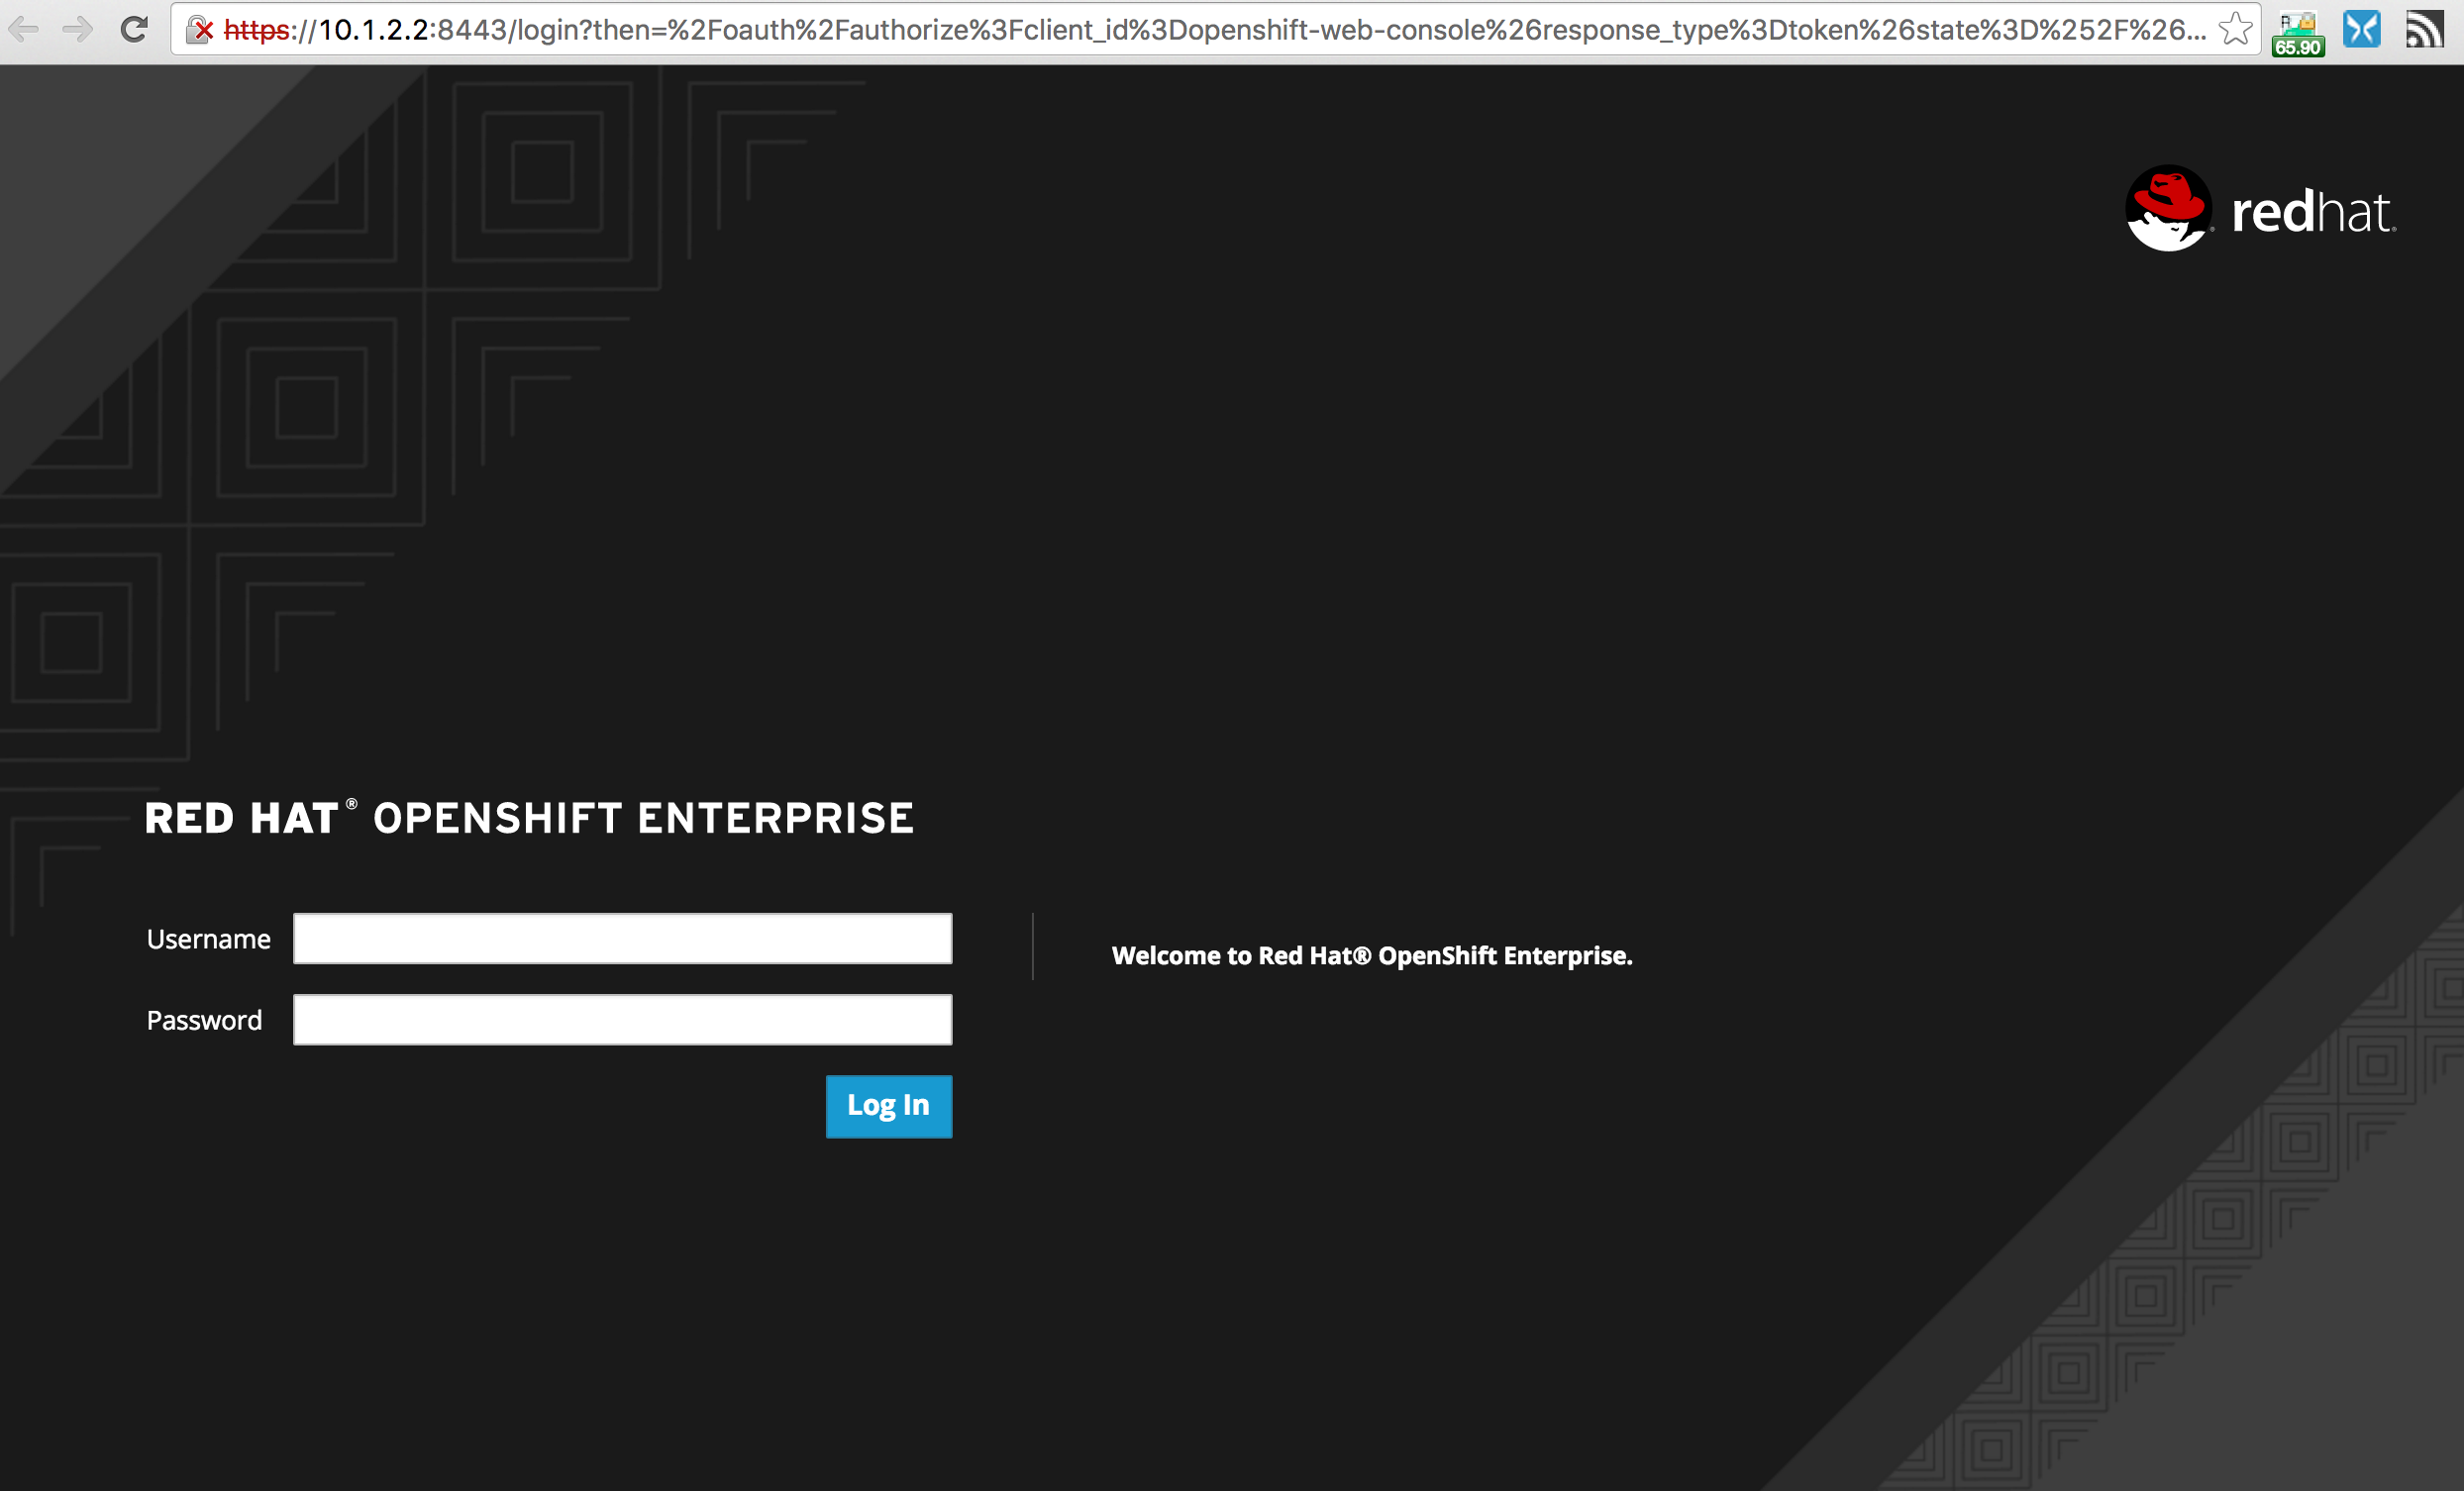 https://10.1.2.2:8443/login?then=%2Foauth%2Fauthorize%3Fclient_id%3Dopenshift-web-console%26response_type%3Dtoken%26state%3D%252F%26...
65.90
redhat®
RED HAT® OPENSHIFT ENTERPRISE
Username
Welcome to Red Hat® OpenShift Enterprise.
Password
Log In